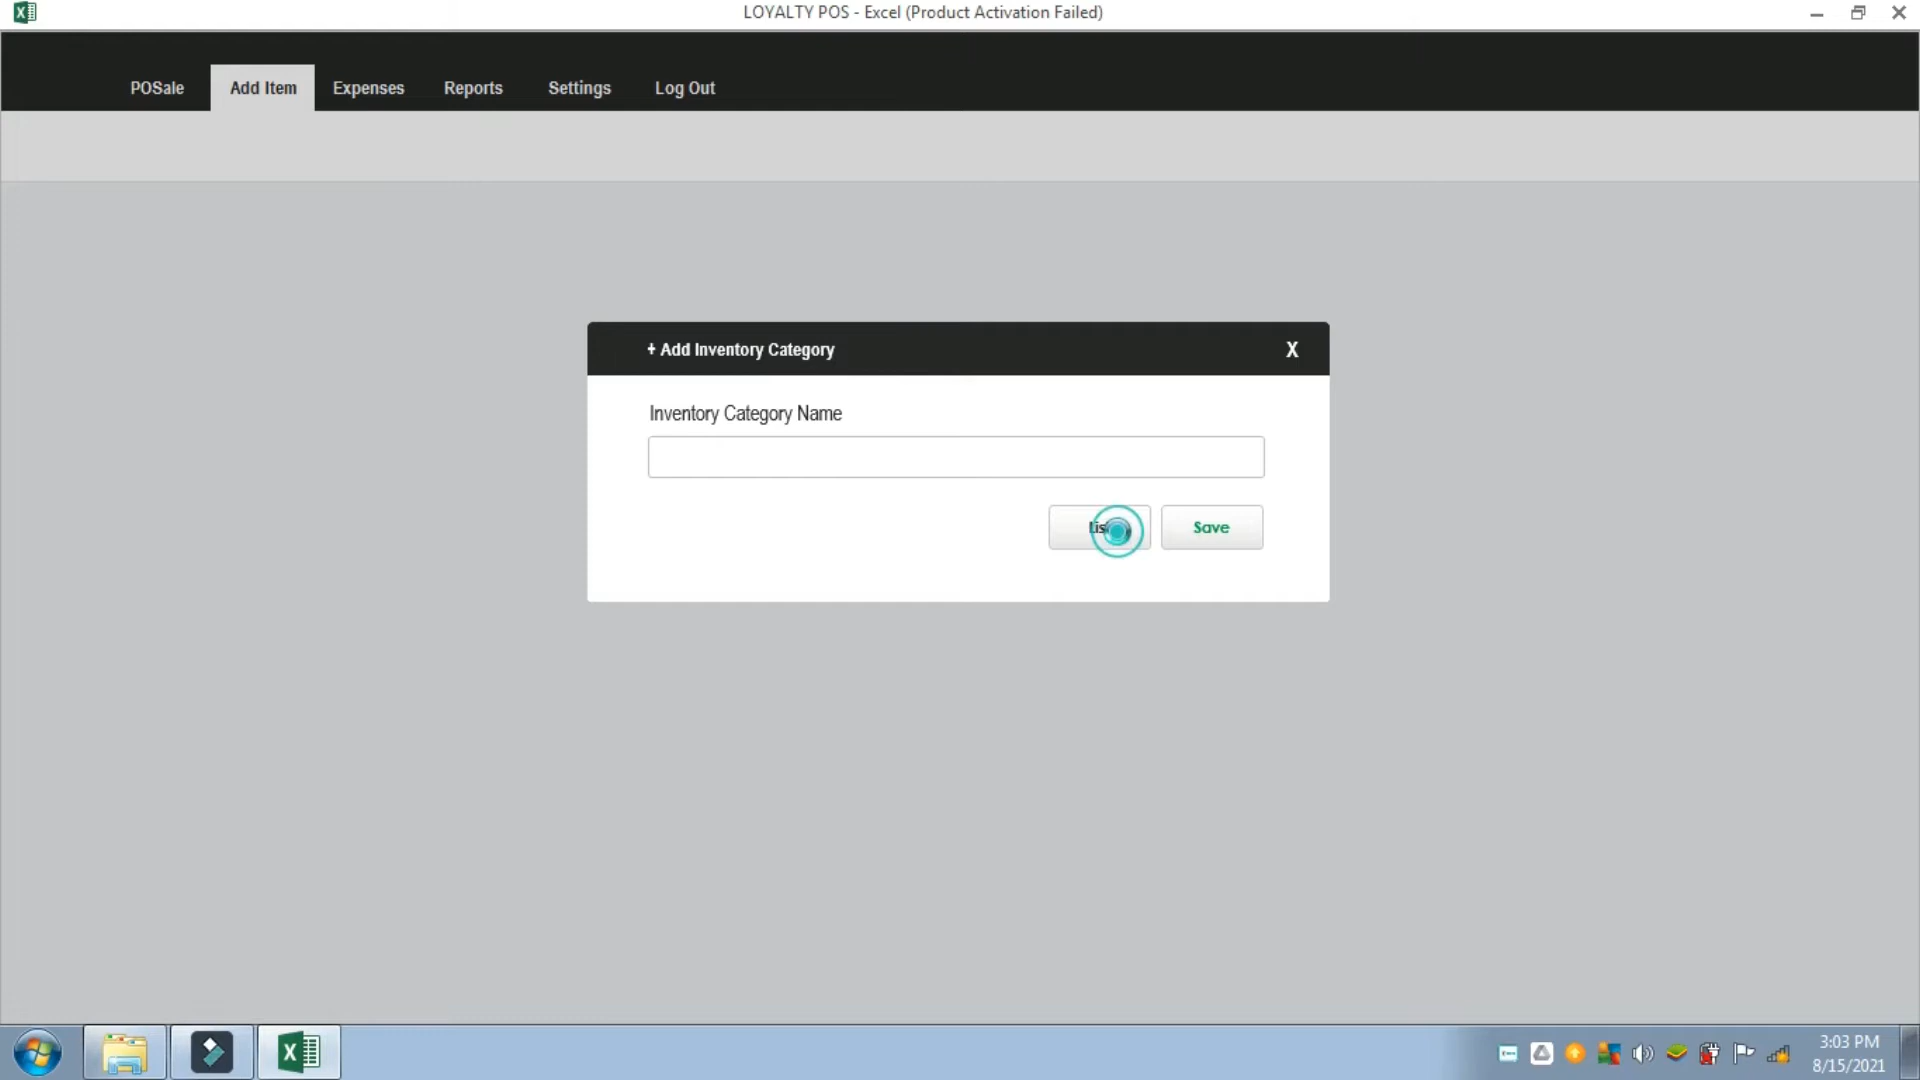 LOYALTY POS - Excel (Product Activation Failed)
POSale Add Item Expenses Reports Settings Log Out
+ Add Inventory Category X
Inventory Category Name
Save
3:03 PM
8/15/2021